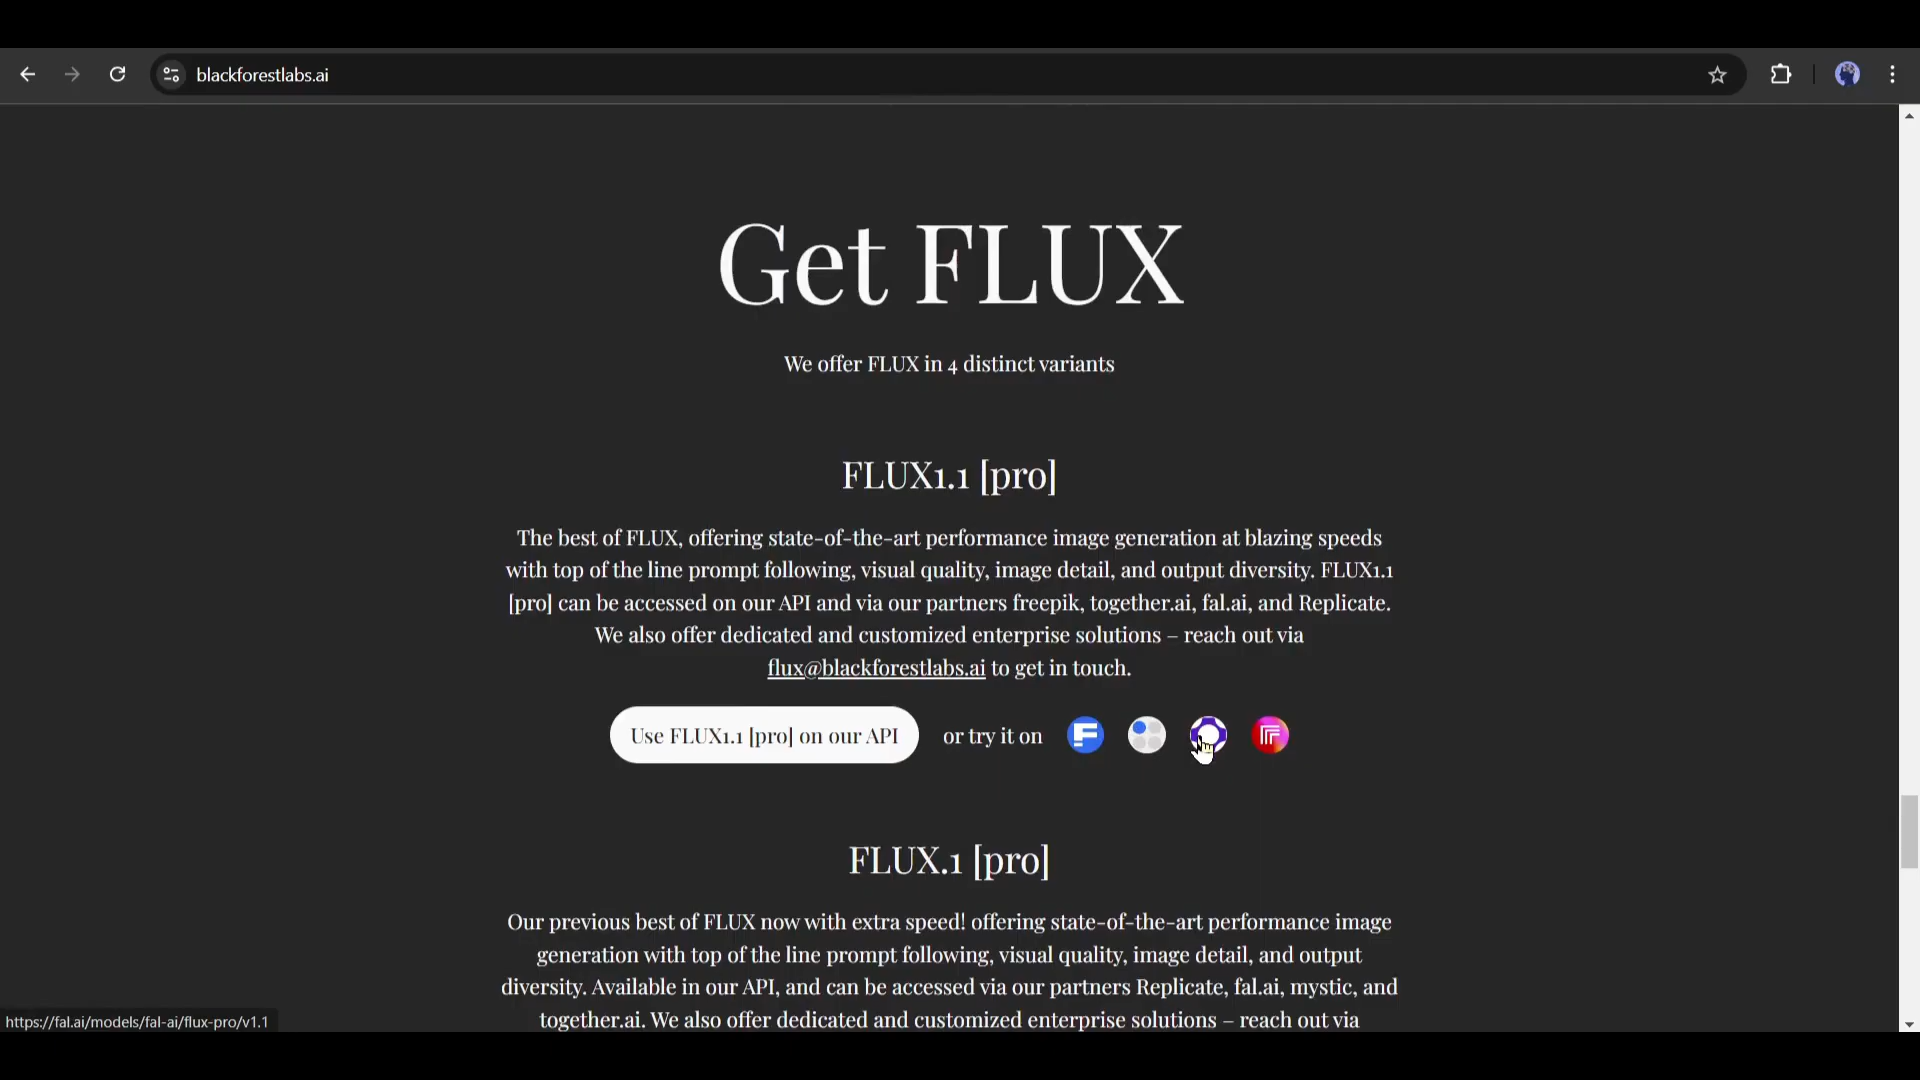 blackforestlabs.ai
Get FLUX
We offer FLUX in 4 distinct variants
FLUX1.1 [pro]
The best of FLUX, offering state-of-the-art performance image generation at blazing speeds
with top of the line prompt following, visual quality, image detail, and output diversity. FLUX1.1
[pro] can be accessed on our API and via our partners freepik, together.ai, fal.ai, and Replicate.
We also offer dedicated and customized enterprise solutions – reach out via
flux@blackforestlabs.ai to get in touch.
Use FLUX1.1 [pro] on our API or try it on
FLUX.1 [pro]
Our previous best of FLUX now with extra speed! offering state-of-the-art performance image
generation with top of the line prompt following, visual quality, image detail, and output
diversity. Available in our API, and can be accessed via our partners Replicate, fal.ai, mystic, and
together.ai. We also offer dedicated and customized enterprise solutions – reach out via
https://fal.ai/models/fal-ai/flux-pro/v1.1